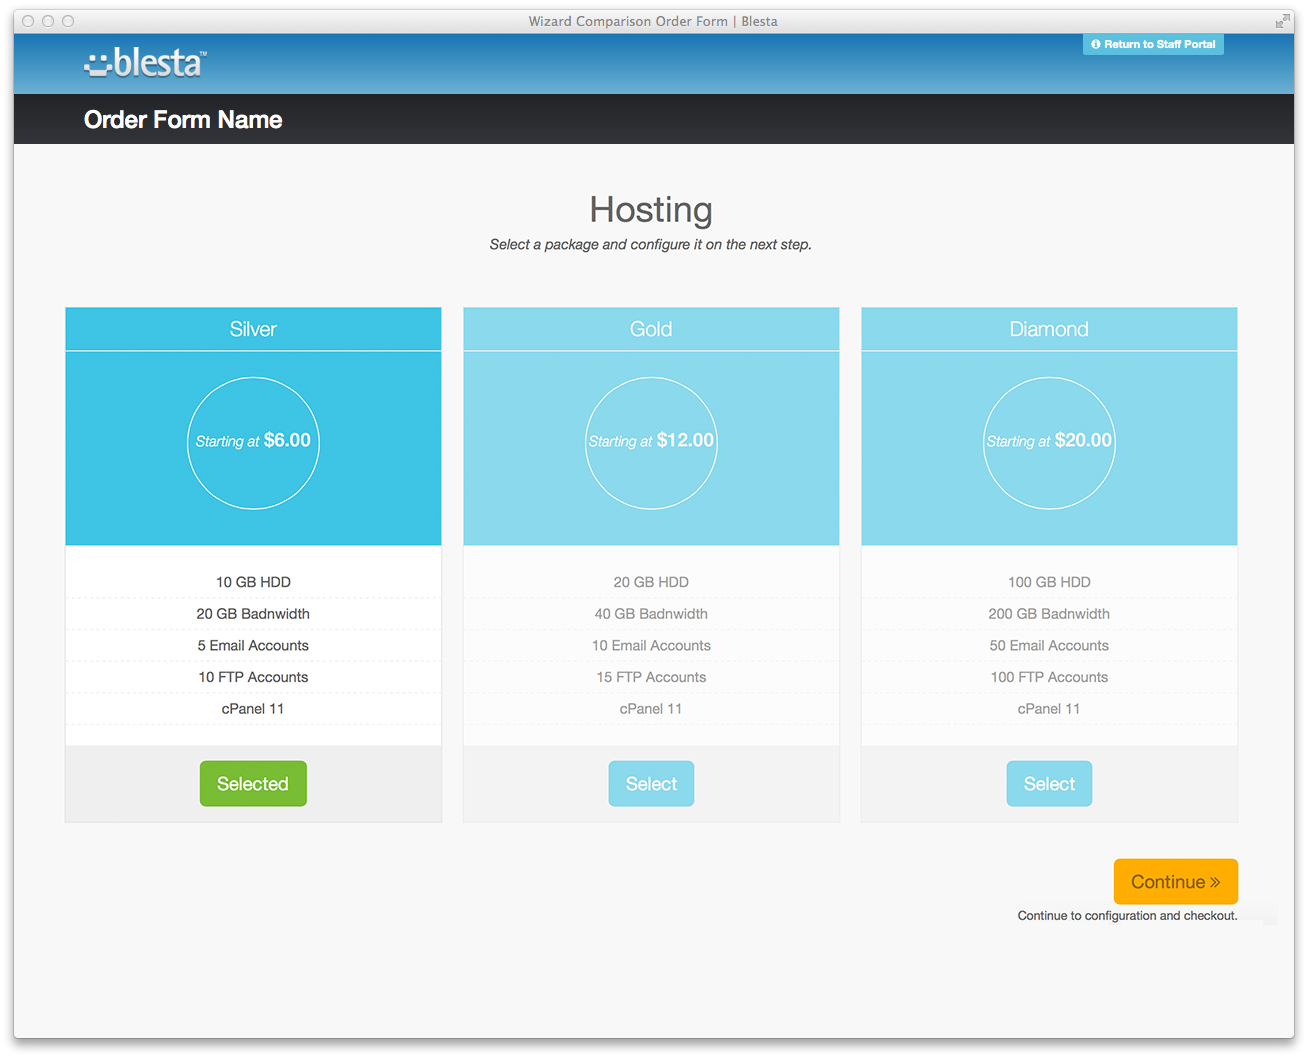 Wizard Comparison Order Form | Blesta
Return to Staff Portal
blesta™
Order Form Name
Hosting
Select a package and configure it on the next step.
Silver
Starting at $6.00
10 GB HDD
20 GB Badnwidth
5 Email Accounts
10 FTP Accounts
cPanel 11
Selected
Gold
Starting at $12.00
20 GB HDD
40 GB Badnwidth
10 Email Accounts
15 FTP Accounts
cPanel 11
Select
Diamond
Starting at $20.00
100 GB HDD
200 GB Badnwidth
50 Email Accounts
100 FTP Accounts
cPanel 11
Select
Continue »
Continue to configuration and checkout.